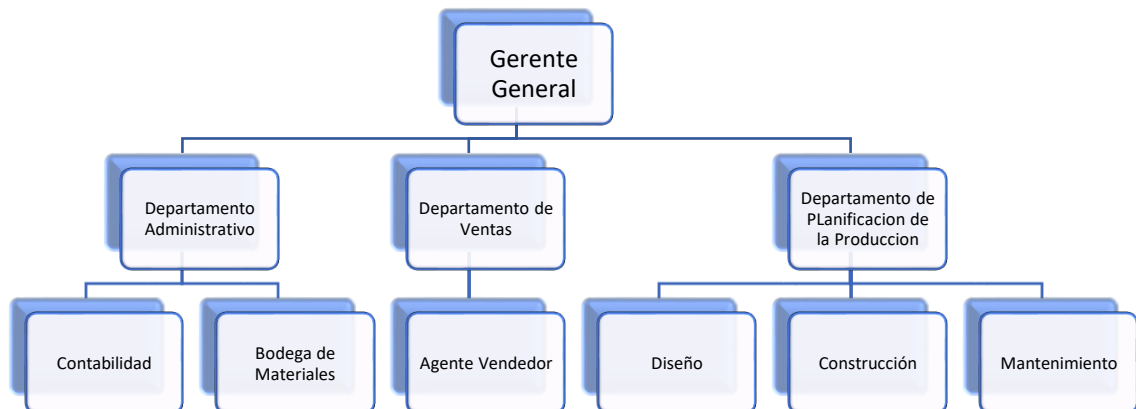 Gerente
General
Departamento
Administrativo
Departamento de
Ventas
Departamento de
PLanificacion de
la Produccion
Contabilidad
Bodega de
Materiales
Agente Vendedor
Diseño
Construcción
Mantenimiento